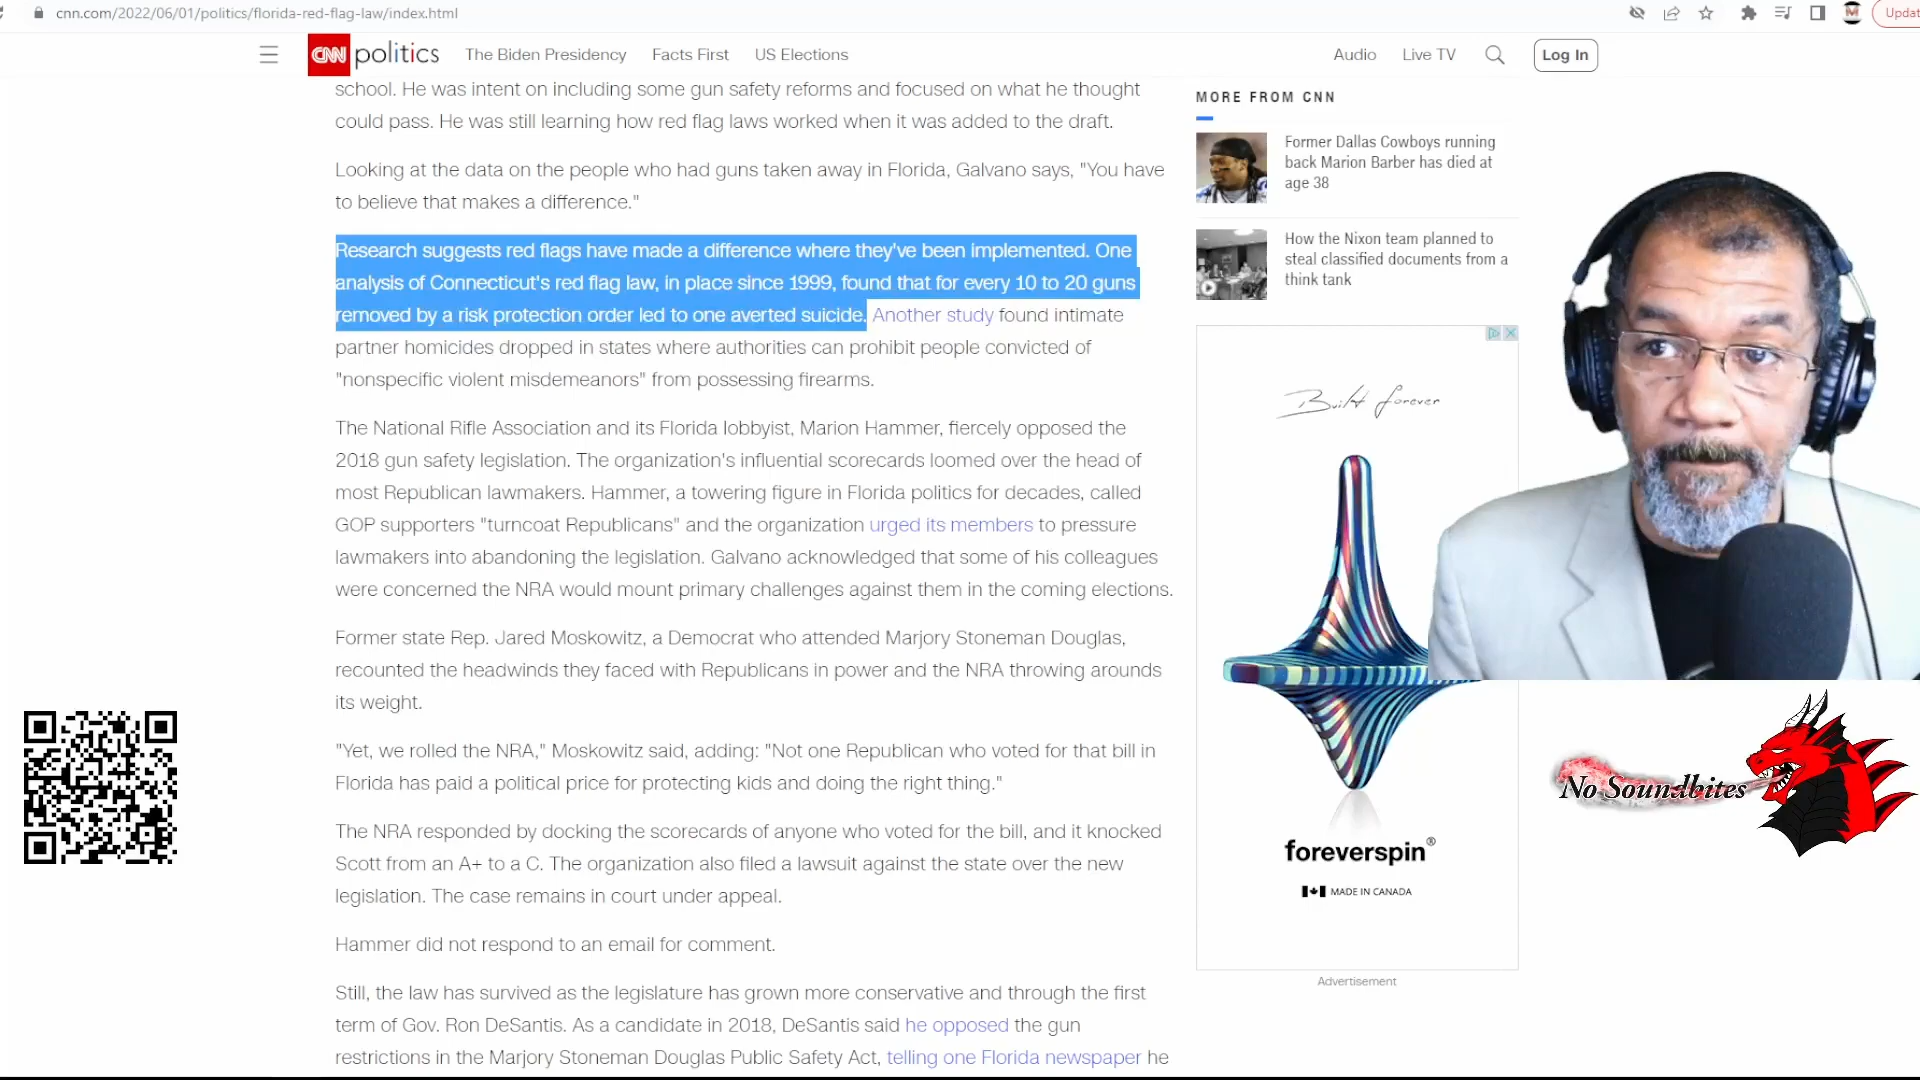 cnn.com/2022/06/01/politics/florida-red-flag-law/index.html
Updat
CNN politics
The Biden Presidency
Facts First
US Elections
Audio
Live TV
Log In
school. He was intent on including some gun safety reforms and focused on what he thought
could pass. He was still learning how red flag laws worked when it was added to the draft.
Looking at the data on the people who had guns taken away in Florida, Galvano says, "You have
to believe that makes a difference."
Research suggests red flags have made a difference where they've been implemented. One
analysis of Connecticut's red flag law, in place since 1999, found that for every 10 to 20 guns
removed by a risk protection order led to one averted suicide. Another study found intimate
partner homicides dropped in states where authorities can prohibit people convicted of
"nonspecific violent misdemeanors" from possessing firearms.
The National Rifle Association and its Florida lobbyist, Marion Hammer, fiercely opposed the
2018 gun safety legislation. The organization's influential scorecards loomed over the head of
most Republican lawmakers. Hammer, a towering figure in Florida politics for decades, called
GOP supporters "turncoat Republicans" and the organization urged its members to pressure
lawmakers into abandoning the legislation. Galvano acknowledged that some of his colleagues
were concerned the NRA would mount primary challenges against them in the coming elections.
Former state Rep. Jared Moskowitz, a Democrat who attended Marjory Stoneman Douglas,
recounted the headwinds they faced with Republicans in power and the NRA throwing arounds
its weight.
"Yet, we rolled the NRA," Moskowitz said, adding: "Not one Republican who voted for that bill in
Florida has paid a political price for protecting kids and doing the right thing."
The NRA responded by docking the scorecards of anyone who voted for the bill, and it knocked
Scott from an A+ to a C. The organization also filed a lawsuit against the state over the new
legislation. The case remains in court under appeal.
Hammer did not respond to an email for comment.
Still, the law has survived as the legislature has grown more conservative and through the first
term of Gov. Ron DeSantis. As a candidate in 2018, DeSantis said he opposed the gun
restrictions in the Marjory Stoneman Douglas Public Safety Act, telling one Florida newspaper he
MORE FROM CNN
Former Dallas Cowboys running
back Marion Barber has died at
age 38
How the Nixon team planned to
steal classified documents from a
think tank
Built forever
foreverspin®
MADE IN CANADA
Advertisement
No Soundbites